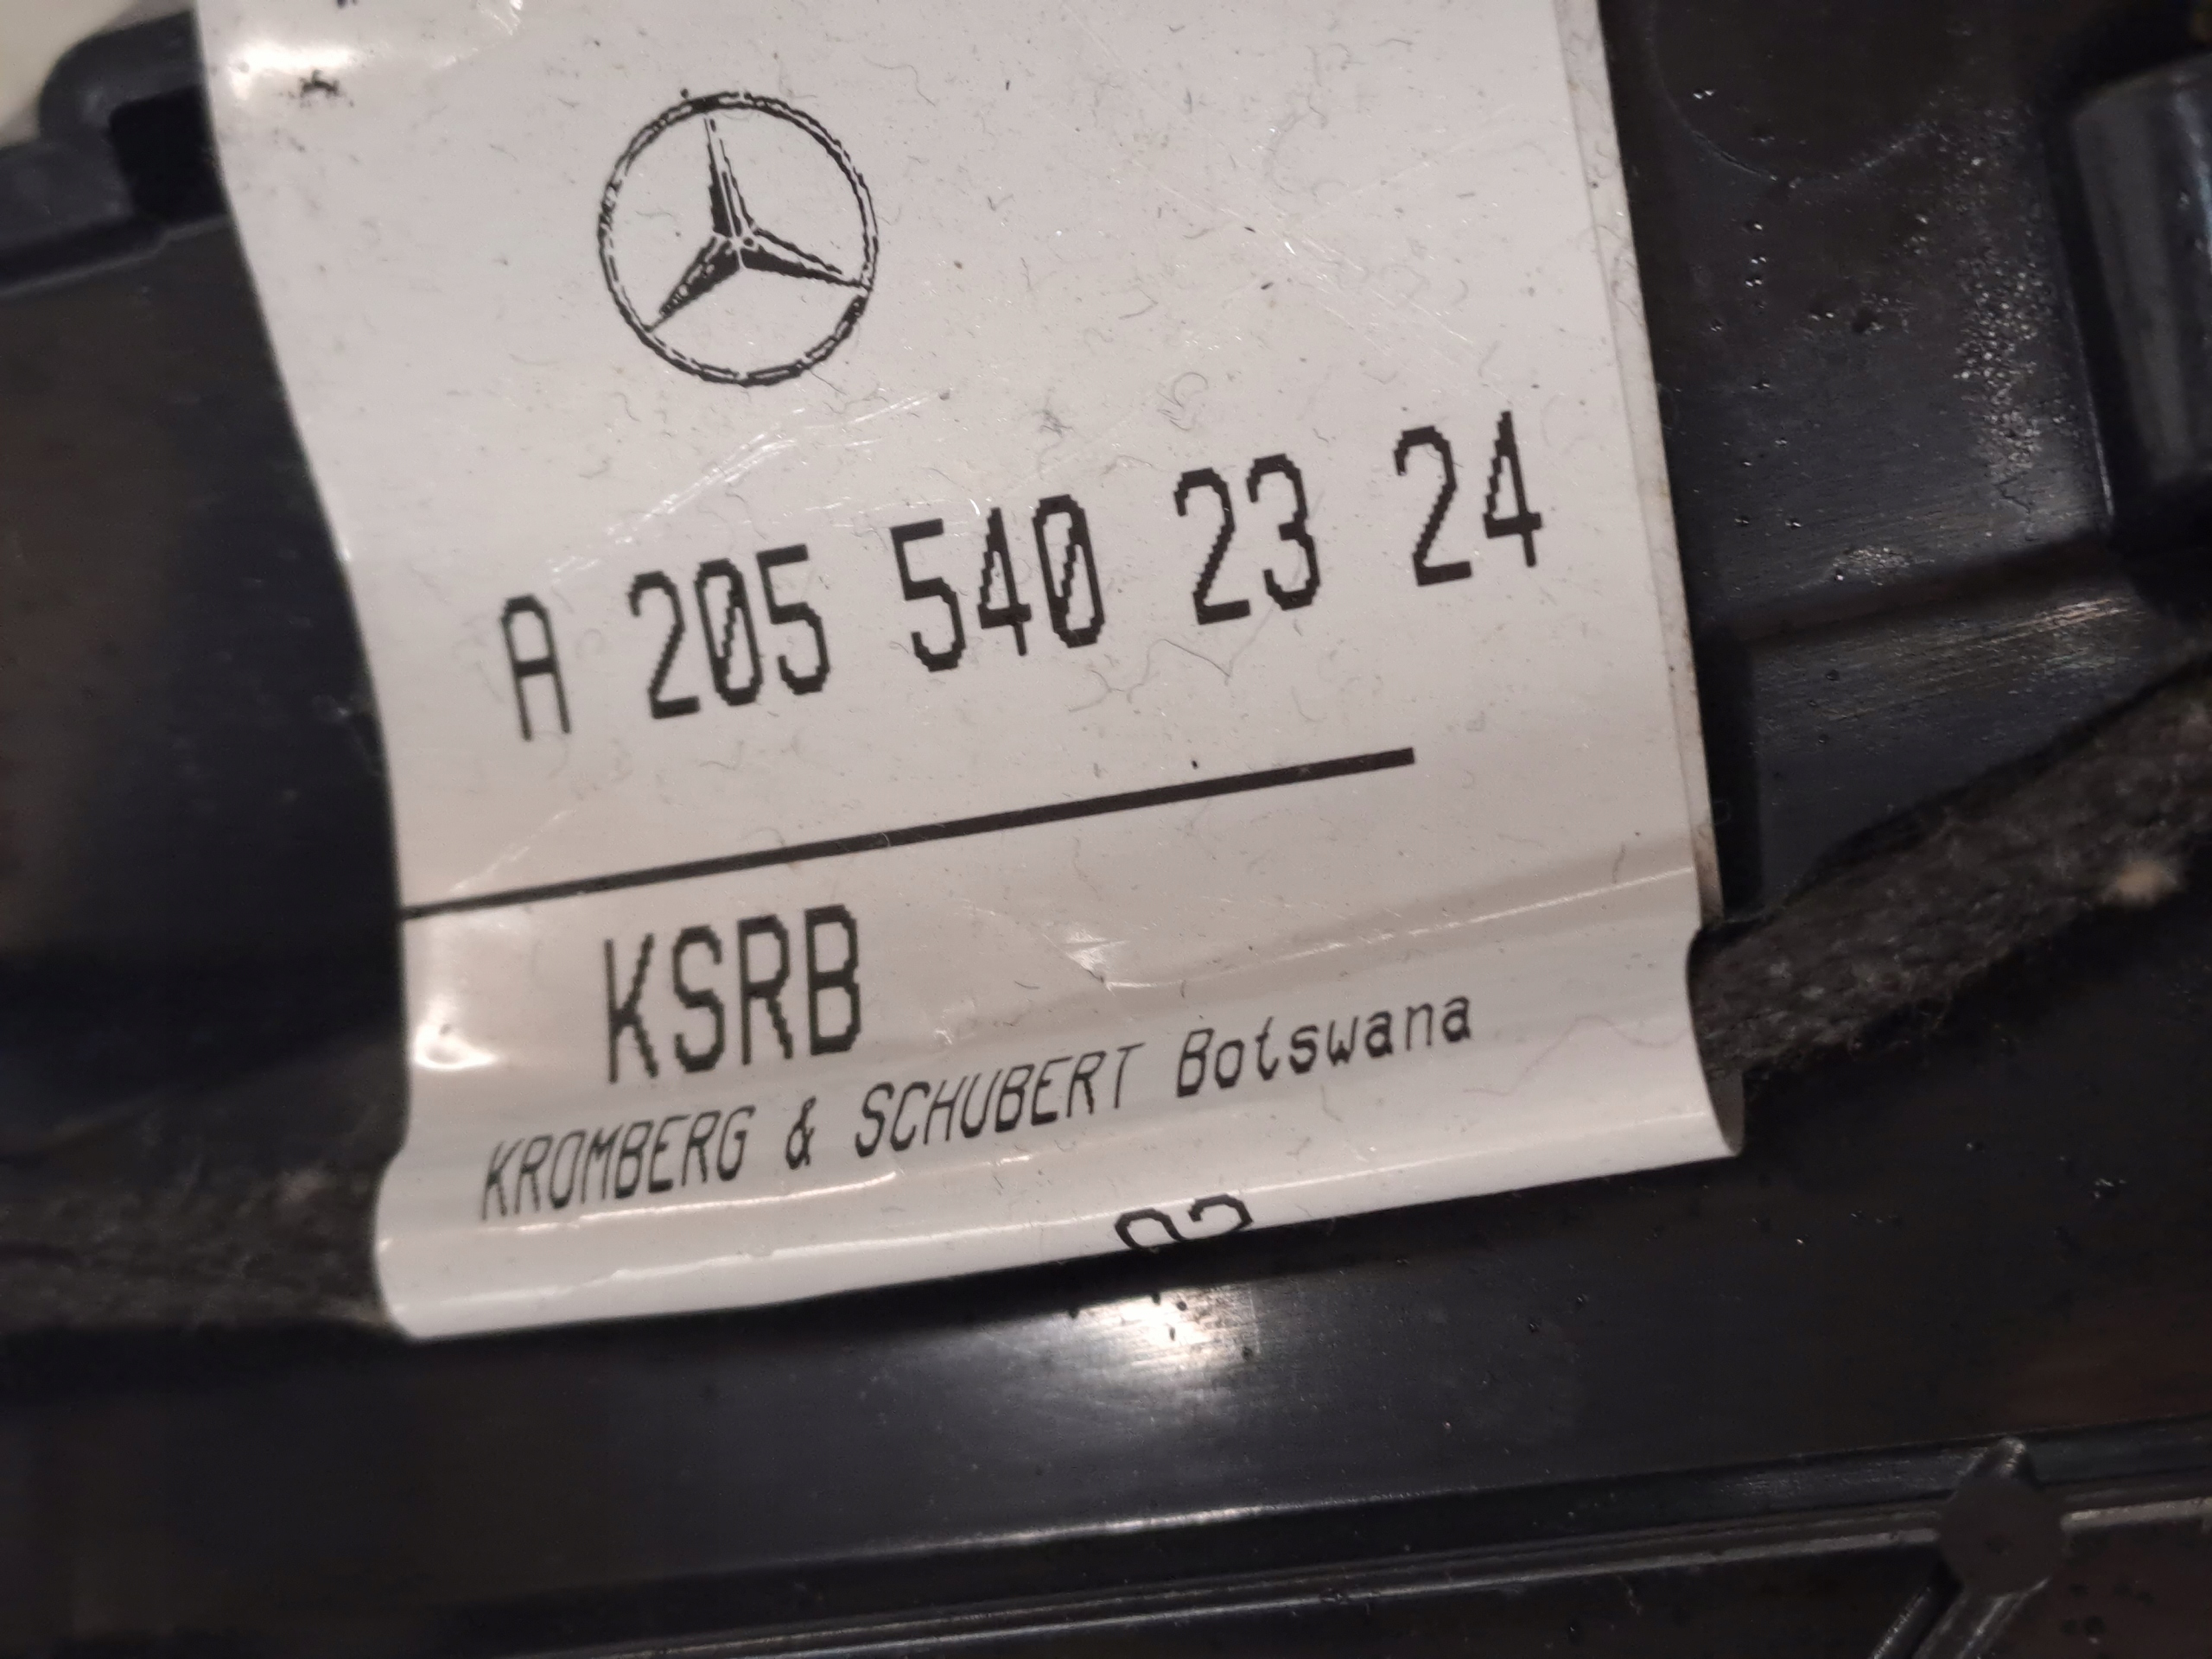 A 205 540 23 24
KSRB
KROMBERG & SCHUBERT Botswana